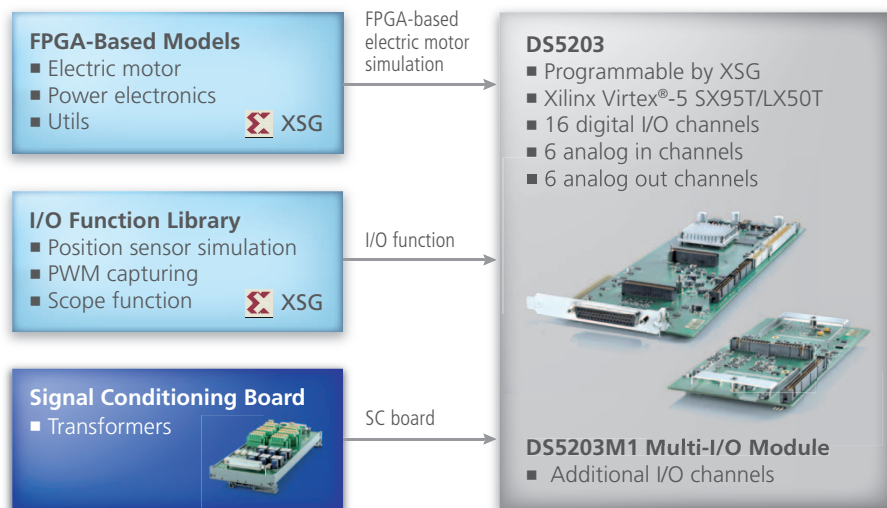 FPGA-Based Models
■ Electric motor
■ Power electronics
■ Utils
XSG
FPGA-based
electric motor
simulation
I/O Function Library
■ Position sensor simulation
■ PWM capturing
■ Scope function
XSG
I/O function
Signal Conditioning Board
■ Transformers
SC board
DS5203
■ Programmable by XSG
■ Xilinx Virtex®-5 SX95T/LX50T
■ 16 digital I/O channels
■ 6 analog in channels
■ 6 analog out channels
DS5203M1 Multi-I/O Module
■ Additional I/O channels